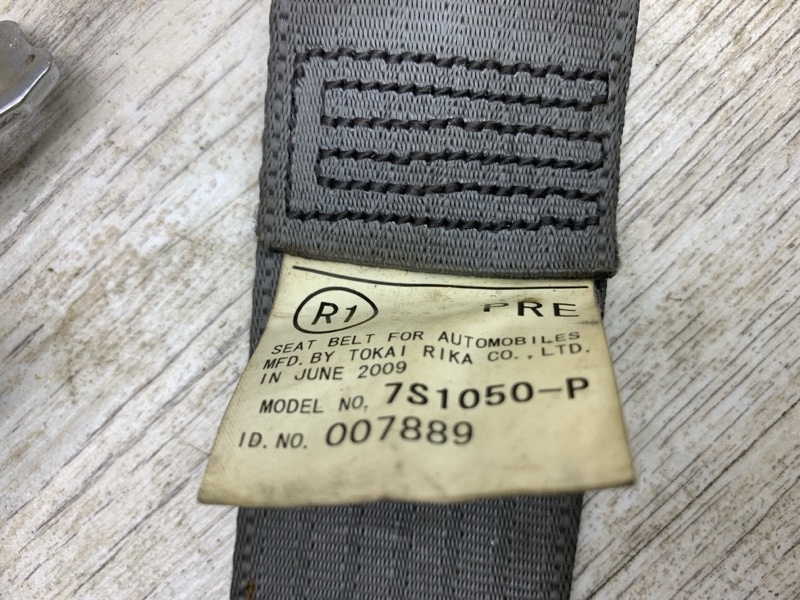 R1 PRE
SEAT BELT FOR AUTOMOBILES
MFD. BY TOKAI RIKA CO., LTD.
IN JUNE 2009
MODEL NO, 7S1050-P
ID. NO. 007889